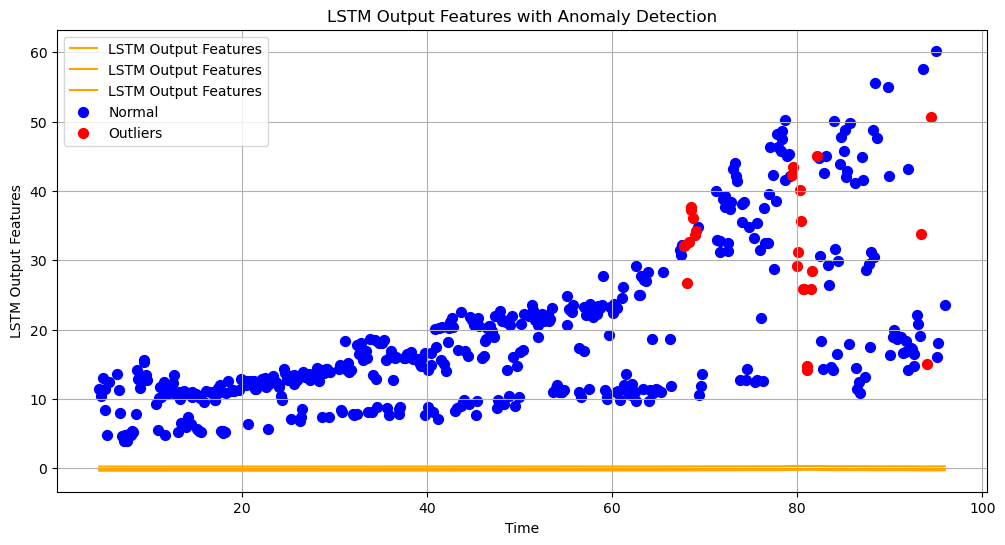 LSTM Output Features with Anomaly Detection
LSTM Output Features
LSTM Output Features
LSTM Output Features
Normal
Outliers
LSTM Output Features
60
50
40
30
20
10
0
20
40
60
80
100
Time